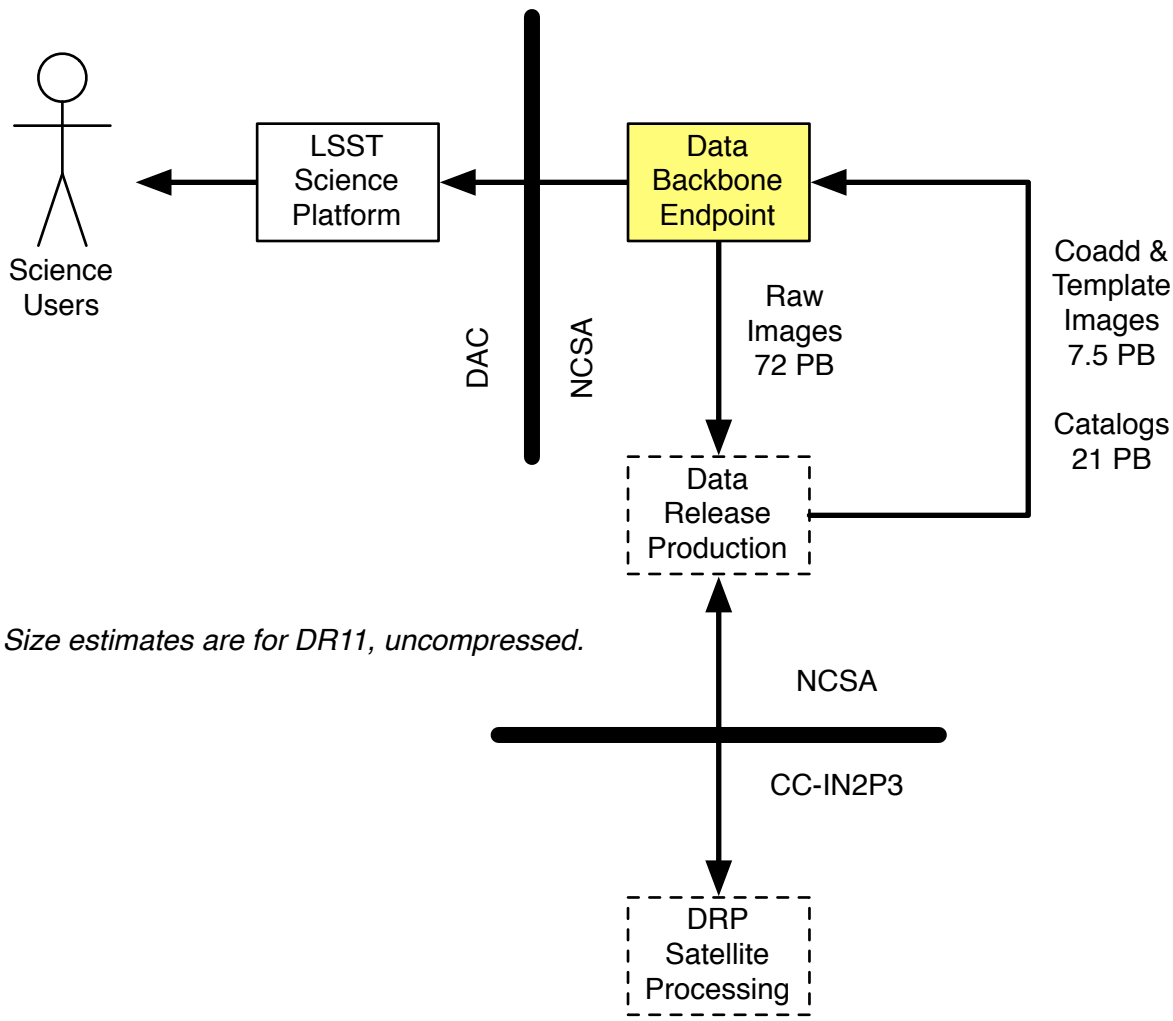 LSST
Science
Platform
Data
Backbone
Endpoint
Science
Users
DAC
NCSA
Raw
Images
72 PB
Coadd &
Template
Images
7.5 PB
Catalogs
21 PB
Data
Release
Production
Size estimates are for DR11, uncompressed.
NCSA
CC-IN2P3
DRP
Satellite
Processing